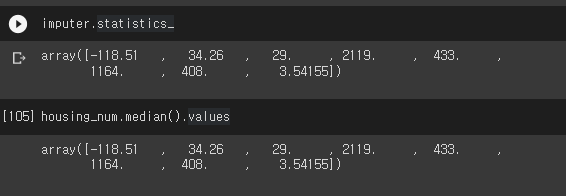 imputer.statistics_
array([-118.51   ,   34.26   ,   29.     , 2119.     ,  433.     ,
       1164.     ,  408.     ,    3.54155])
[105] housing_num.median().values
array([-118.51   ,   34.26   ,   29.     , 2119.     ,  433.     ,
       1164.     ,  408.     ,    3.54155])